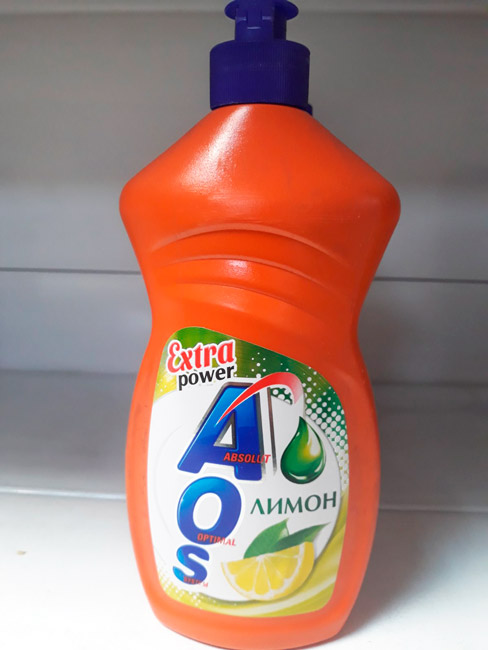 Extra
power
A
ABSOLUT
ЛИМОН
O
OPTIMAL
S